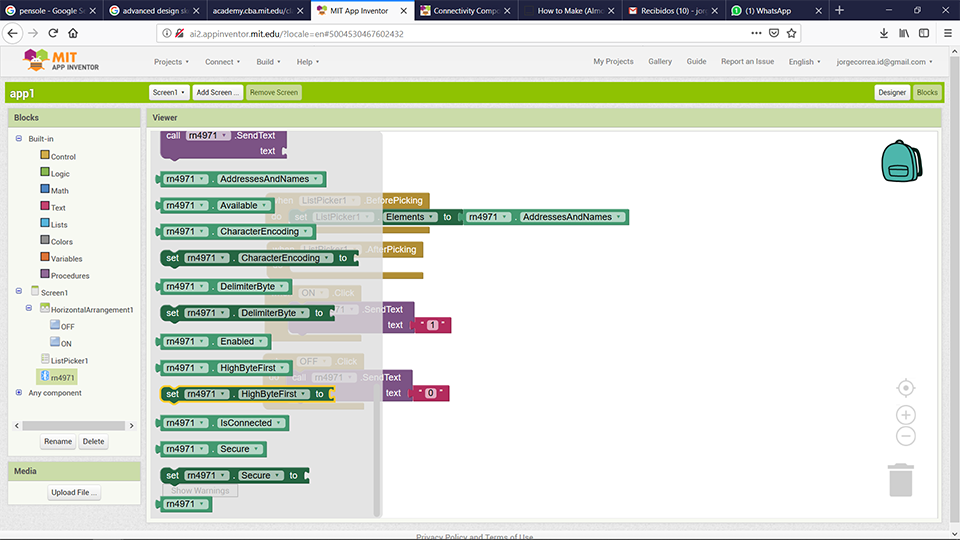 pensole - Google Se
advanced design sk
academy.cba.mit.edu/cl
MIT App Inventor
Connectivity Compo
How to Make (Almo
Recibidos (10) - jor
(1) WhatsApp
ai2.appinventor.mit.edu/?locale=en#5004530467602432
MIT
APP INVENTOR
Projects
Connect
Build
Help
My Projects
Gallery
Guide
Report an Issue
English
jorgecorrea.id@gmail.com
app1
Screen1
Add Screen ...
Remove Screen
Designer
Blocks
Blocks
Built-in
Control
Logic
Math
Text
Lists
Colors
Variables
Procedures
Screen1
HorizontalArrangement1
OFF
ON
ListPicker1
rn4971
Any component
Rename
Delete
Media
Upload File ...
Viewer
call rn4971 .SendText
text
rn4971 . AddressesAndNames
rn4971 . Available
rn4971 . CharacterEncoding
set rn4971 . CharacterEncoding to
rn4971 . DelimiterByte
set rn4971 . DelimiterByte to
rn4971 . Enabled
rn4971 . HighByteFirst
set rn4971 . HighByteFirst to
rn4971 . IsConnected
rn4971 . Secure
set rn4971 . Secure to
Show Warnings
rn4971
when ListPicker1 .BeforePicking
do set ListPicker1 . Elements to rn4971 . AddressesAndNames
ListPicker1 .AfterPicking
ON .Click
.SendText
text " 1 "
OFF .Click
do call rn4971 .SendText
text " 0 "
Privacy Policy and Terms of Use